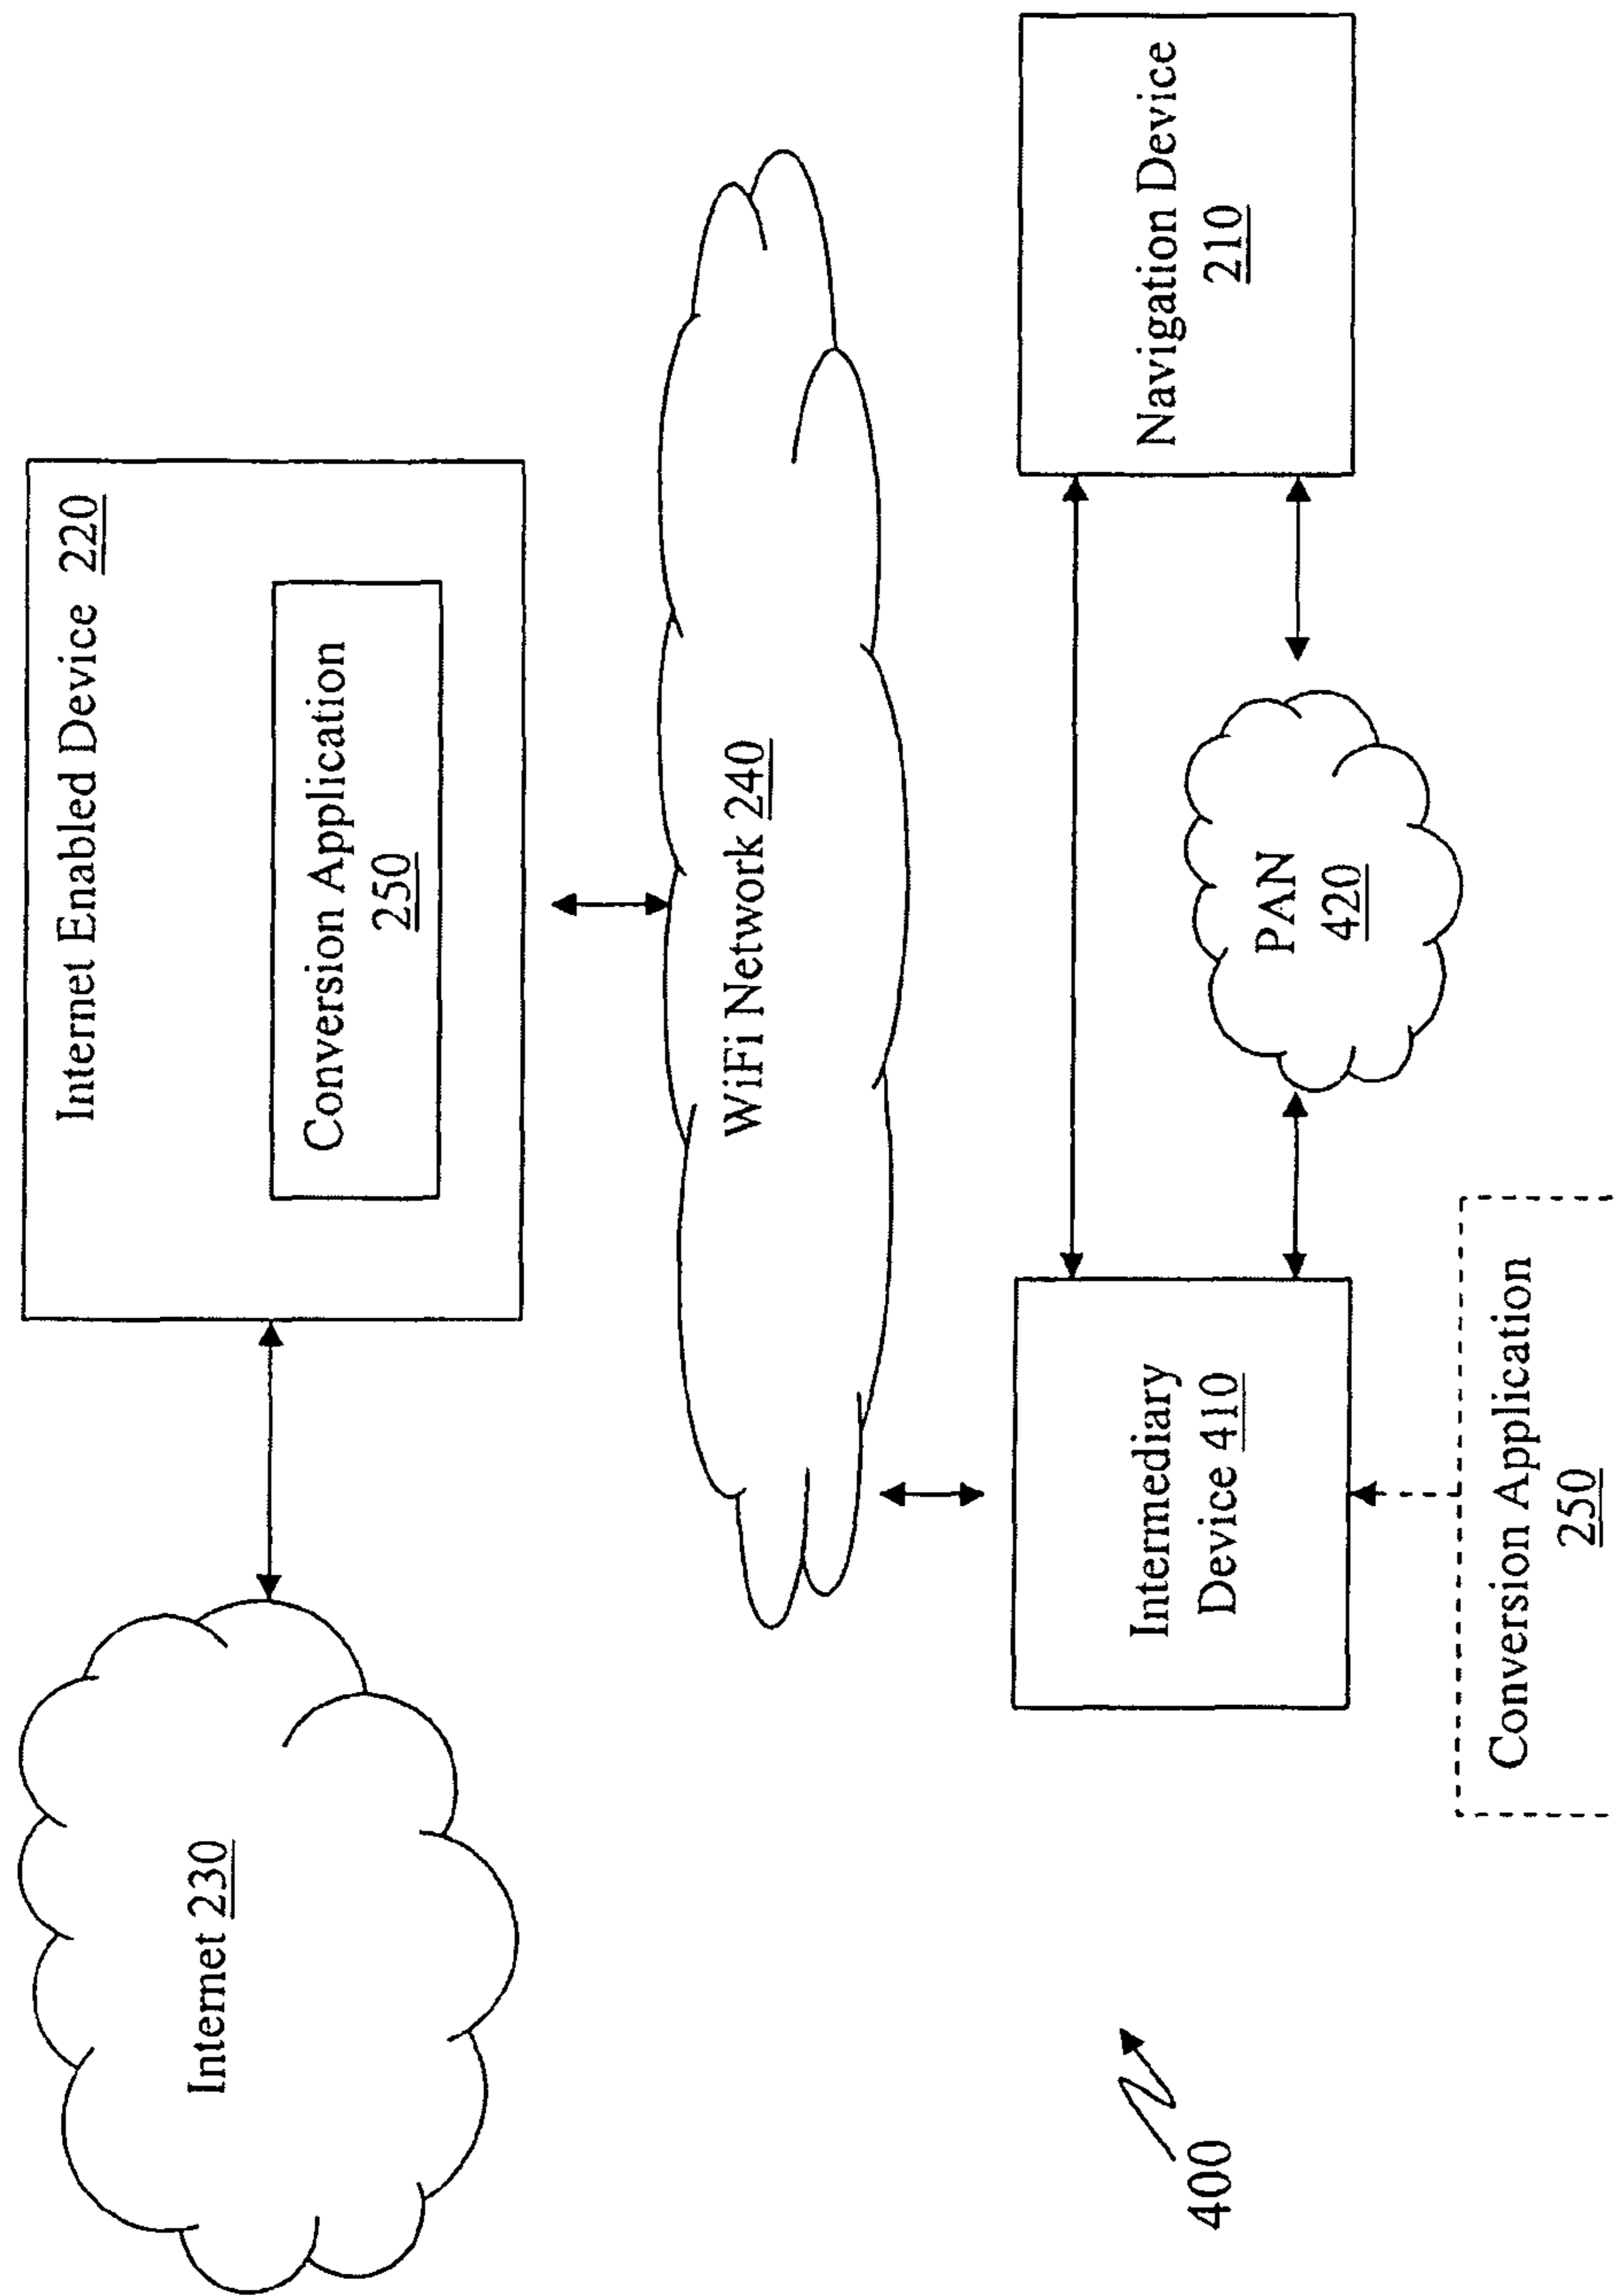 Internet 230
Internet Enabled Device 220
Conversion Application
250
WiFi Network 240
Intermediary
Device 410
PAN
420
Navigation Device
210
Conversion Application
250
400